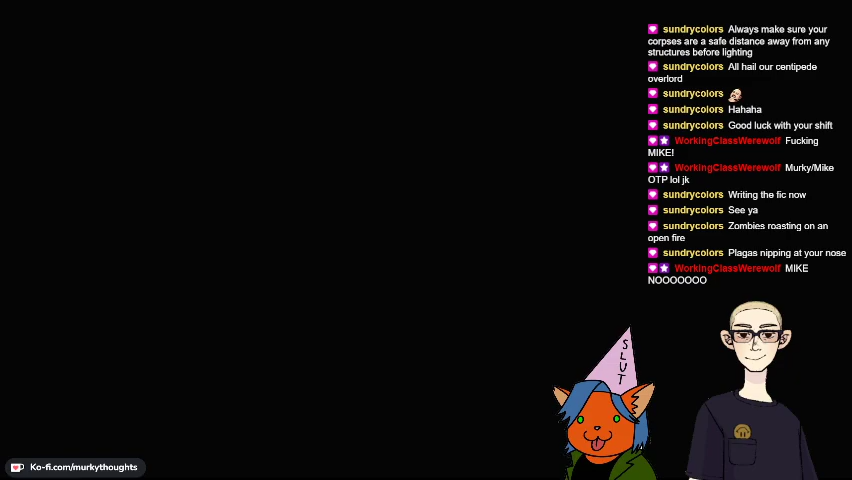 sundrycolors Always make sure your
corpses are a safe distance away from any
structures before lighting
sundrycolors All hail our centipede
overlord
sundrycolors
sundrycolors Hahaha
sundrycolors Good luck with your shift
WorkingClassWerewolf Fucking
MIKE!
WorkingClassWerewolf Murky/Mike
OTP lol jk
sundrycolors Writing the fic now
sundrycolors See ya
sundrycolors Zombies roasting on an
open fire
sundrycolors Plagas nipping at your nose
WorkingClassWerewolf MIKE
NOOOOOOO
SLUT
Ko-fi.com/murkythoughts